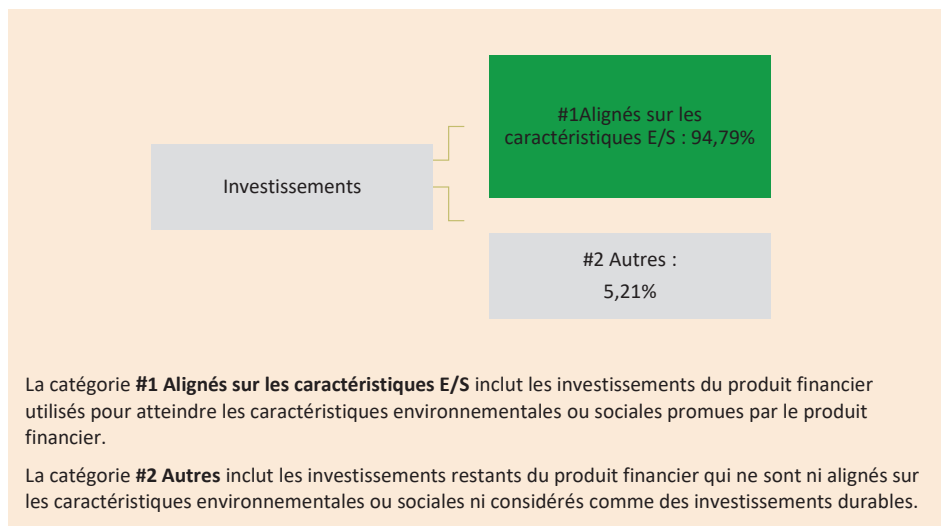 #1Alignés sur les
caractéristiques E/S : 94,79%
Investissements
#2 Autres :
5,21%
La catégorie #1 Alignés sur les caractéristiques E/S inclut les investissements du produit financier
utilisés pour atteindre les caractéristiques environnementales ou sociales promues par le produit
financier.
La catégorie #2 Autres inclut les investissements restants du produit financier qui ne sont ni alignés sur
les caractéristiques environnementales ou sociales ni considérés comme des investissements durables.